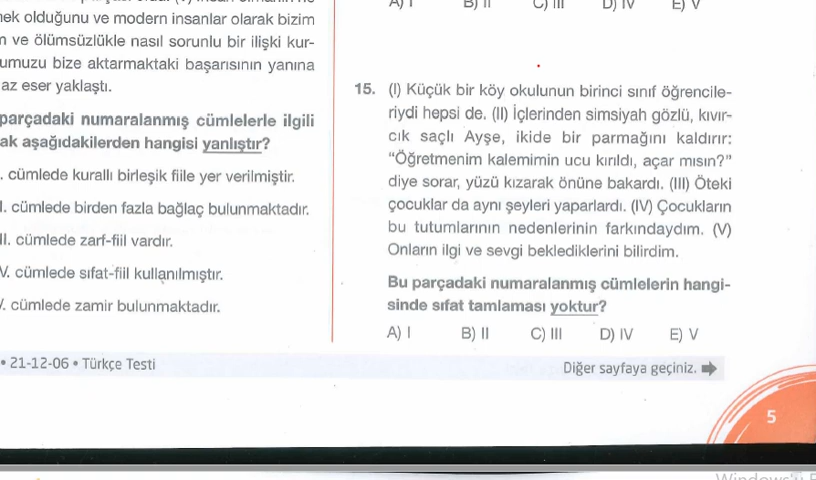 ek olduğunu ve modern insanlar olarak bizim
ve ölümsüzlükle nasıl sorunlu bir ilişki kur-
umuzu bize aktarmaktaki başarısının yanına
az eser yaklaştı.
parçadaki numaralanmış cümlelerle ilgili
ak aşağıdakilerden hangisi yanlıştır?
. cümlede kurallı birleşik fiile yer verilmiştir.
I. cümlede birden fazla bağlaç bulunmaktadır.
II. cümlede zarf-fiil vardır.
V. cümlede sıfat-fiil kullanılmıştır.
. cümlede zamir bulunmaktadır.
• 21-12-06 • Türkçe Testi
A) I B) II C) III D) IV E) V
15. (I) Küçük bir köy okulunun birinci sınıf öğrencile-
riydi hepsi de. (II) İçlerinden simsiyah gözlü, kıvır-
cık saçlı Ayşe, ikide bir parmağını kaldırır:
“Öğretmenim kalemimin ucu kırıldı, açar mısın?”
diye sorar, yüzü kızarak önüne bakardı. (III) Öteki
çocuklar da aynı şeyleri yaparlardı. (IV) Çocukların
bu tutumlarının nedenlerinin farkındaydım. (V)
Onların ilgi ve sevgi beklediklerini bilirdim.
Bu parçadaki numaralanmış cümlelerin hangi-
sinde sıfat tamlaması yoktur?
A) I B) II C) III D) IV E) V
Diğer sayfaya geçiniz.
5